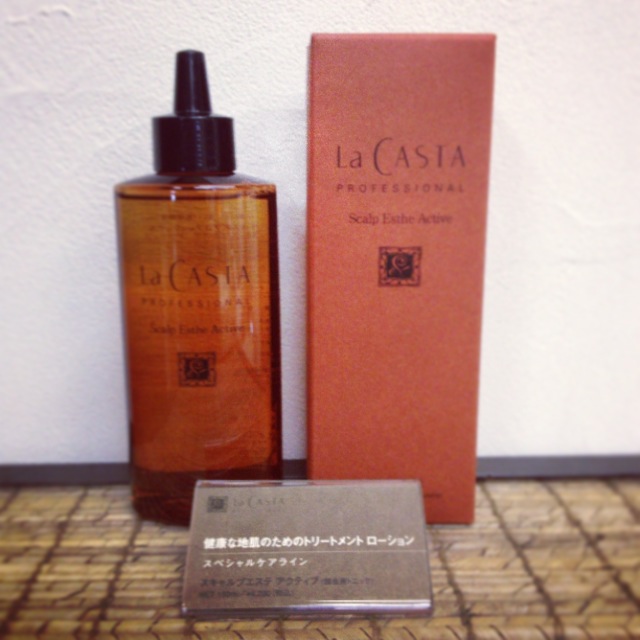 La CASTA
PROFESSIONAL
Scalp Esthe Active
La CASTA
PROFESSIONAL
Scalp Esthe Active
La CASTA
健康な地肌のためのトリートメント ローション
スペシャルケアライン
スキャルプエステ アクティブ